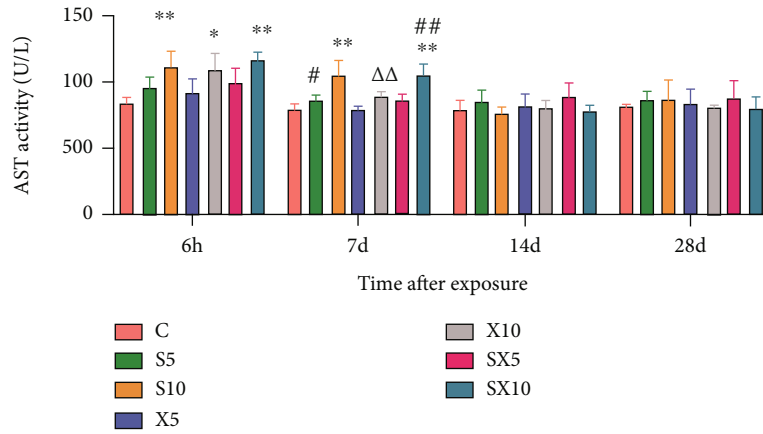 AST activity (U/L)
150
100
500
0
**
*
**
#
**
ΔΔ
##
**
6h
7d
14d
28d
Time after exposure
C
S5
S10
X5
X10
SX5
SX10